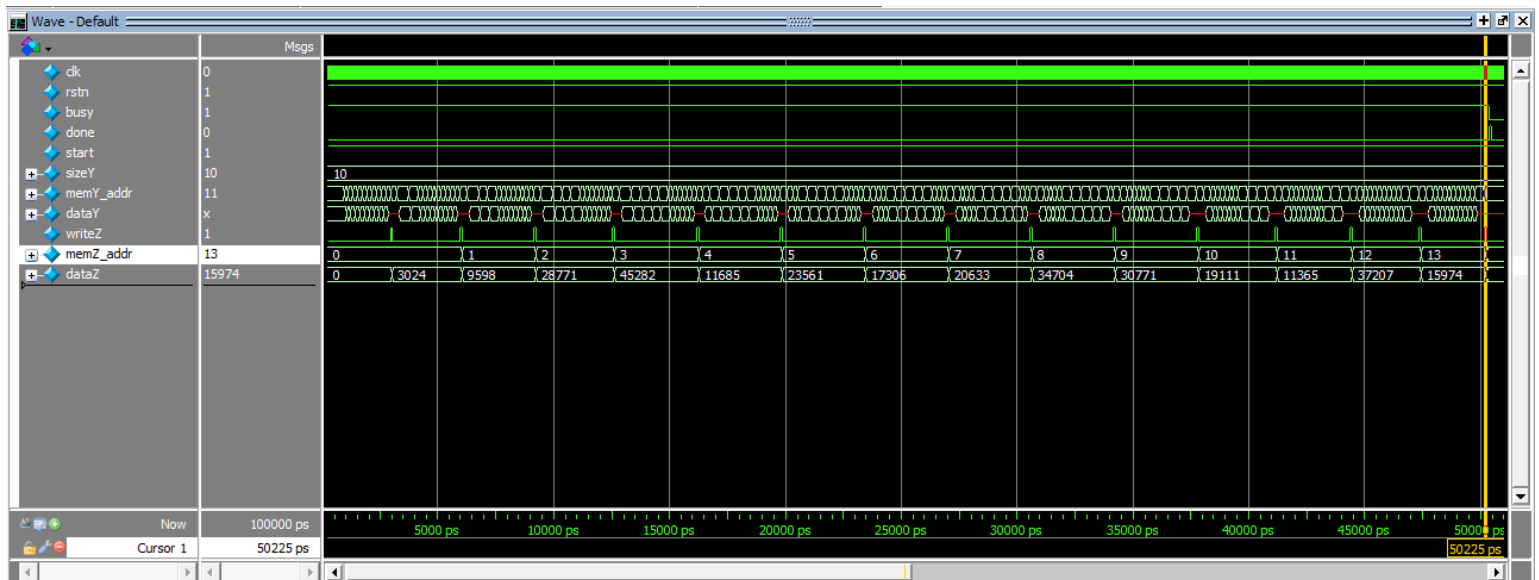 Wave - Default
Msgs
clk 0
rstn 1
busy 1
done 0
start 1
sizeY 10 10
memY_addr 11
dataY x
writeZ 1
memZ_addr 13 0 1 2 3 4 5 6 7 8 9 10 11 12 13
dataZ 15974 0 3024 9598 28771 45282 11685 23561 17306 20633 34704 30771 19111 11365 37207 15974
Now 100000 ps 5000 ps 10000 ps 15000 ps 20000 ps 25000 ps 30000 ps 35000 ps 40000 ps 45000 ps
Cursor 1 50225 ps 50225 ps